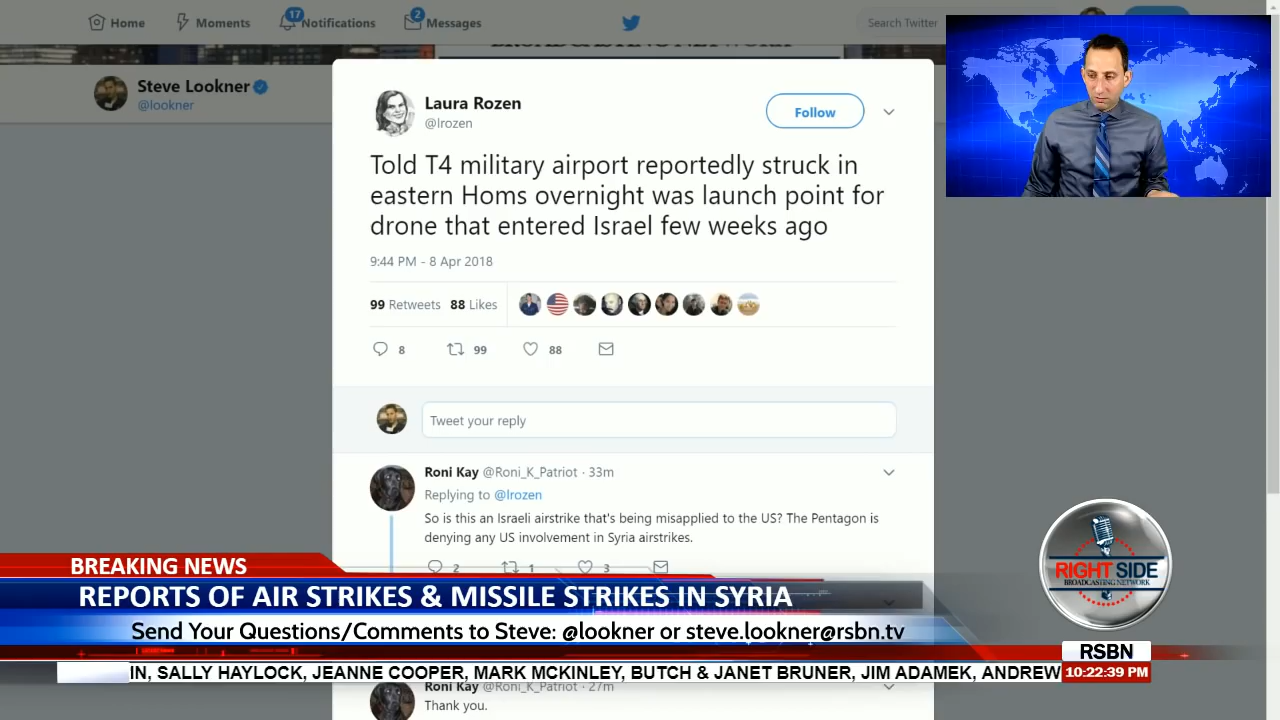 Home
Moments
17
Notifications
2
Messages
Search Twitter
Steve Lookner
@lookner
Laura Rozen
@lrozen
Follow
Told T4 military airport reportedly struck in
eastern Homs overnight was launch point for
drone that entered Israel few weeks ago
9:44 PM - 8 Apr 2018
99 Retweets 88 Likes
8 99 88
Tweet your reply
Roni Kay @Roni_K_Patriot · 33m
Replying to @lrozen
So is this an Israeli airstrike that's being misapplied to the US? The Pentagon is
denying any US involvement in Syria airstrikes.
2 1 3
BREAKING NEWS
REPORTS OF AIR STRIKES & MISSILE STRIKES IN SYRIA
Send Your Questions/Comments to Steve: @lookner or steve.lookner@rsbn.tv
RIGHT SIDE
BROADCASTING NETWORK
RSBN
10:22:39 PM
IN, SALLY HAYLOCK, JEANNE COOPER, MARK MCKINLEY, BUTCH & JANET BRUNER, JIM ADAMEK, ANDREW
Roni Kay @Roni_K_Patriot · 27m
Thank you.